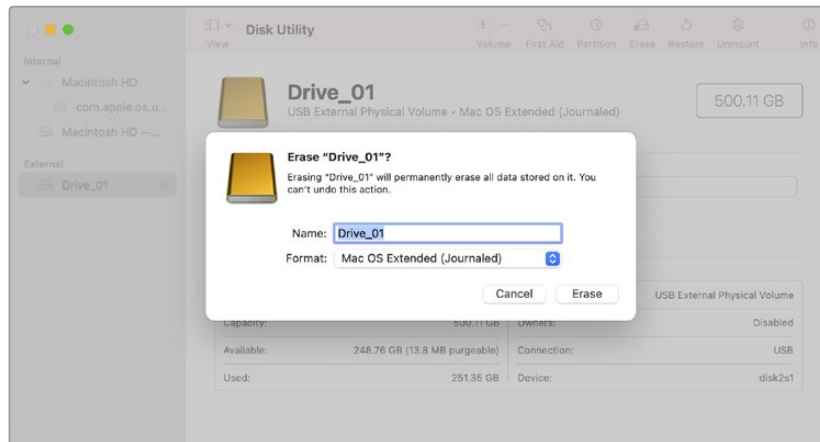 Disk Utility
View
Volume First Aid Partition Erase Restore Unmount Info
Internal
Macintosh HD
com.apple.os.u...
Macintosh HD —...
External
Drive_01
Drive_01
USB External Physical Volume • Mac OS Extended (Journaled)
500.11 GB
Erase “Drive_01”?
Erasing “Drive_01” will permanently erase all data stored on it. You
can’t undo this action.
Name: Drive_01
Format: Mac OS Extended (Journaled)
Cancel Erase
USB External Physical Volume
Capacity: 500.11 GB Owners: Disabled
Available: 248.76 GB (13.8 MB purgeable) Connection: USB
Used: 251.35 GB Device: disk2s1